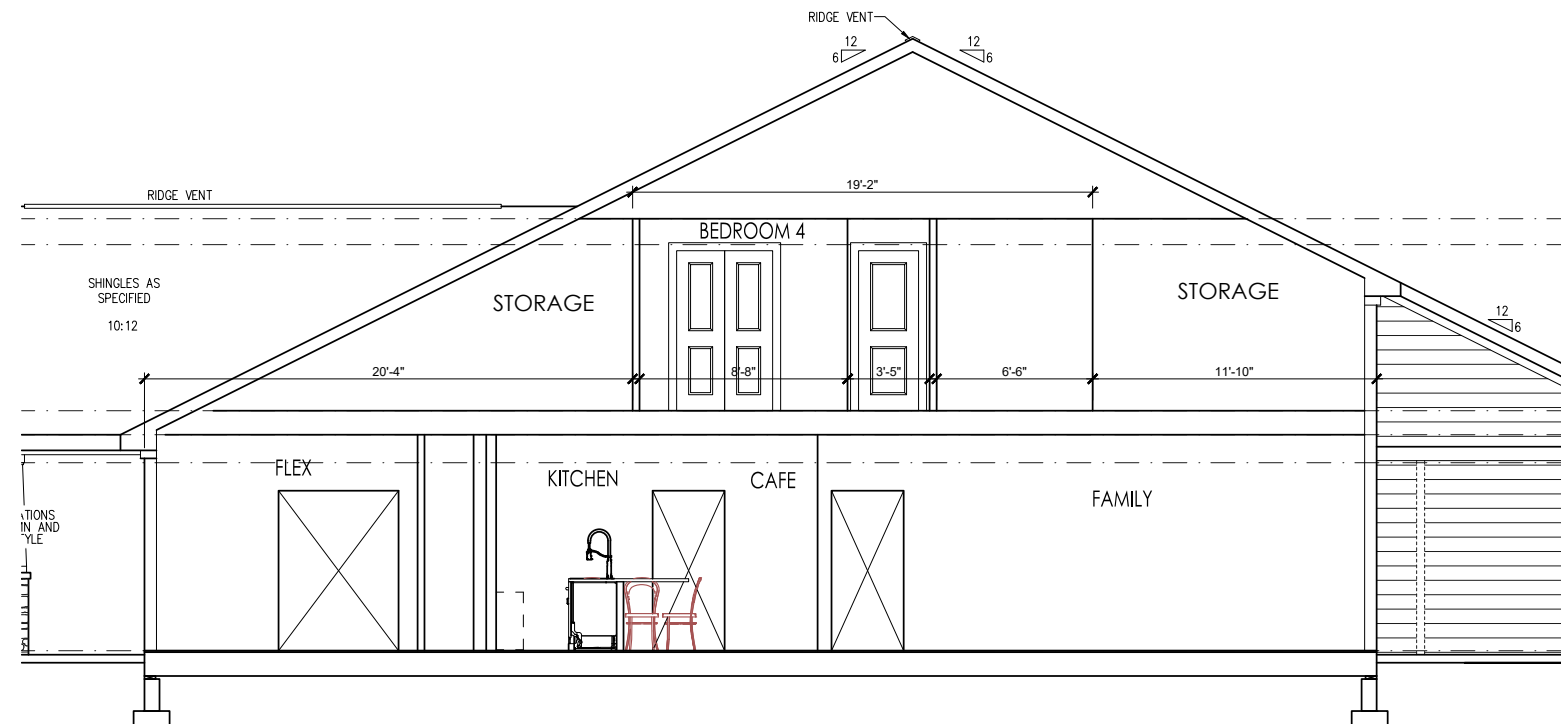 RIDGE VENT
12
6
12
6
RIDGE VENT
19'-2"
BEDROOM 4
SHINGLES AS
SPECIFIED
10:12
STORAGE
STORAGE
12
6
20'-4"
8'-8"
3'-5"
6'-6"
11'-10"
FLEX
KITCHEN
CAFE
FAMILY
AND